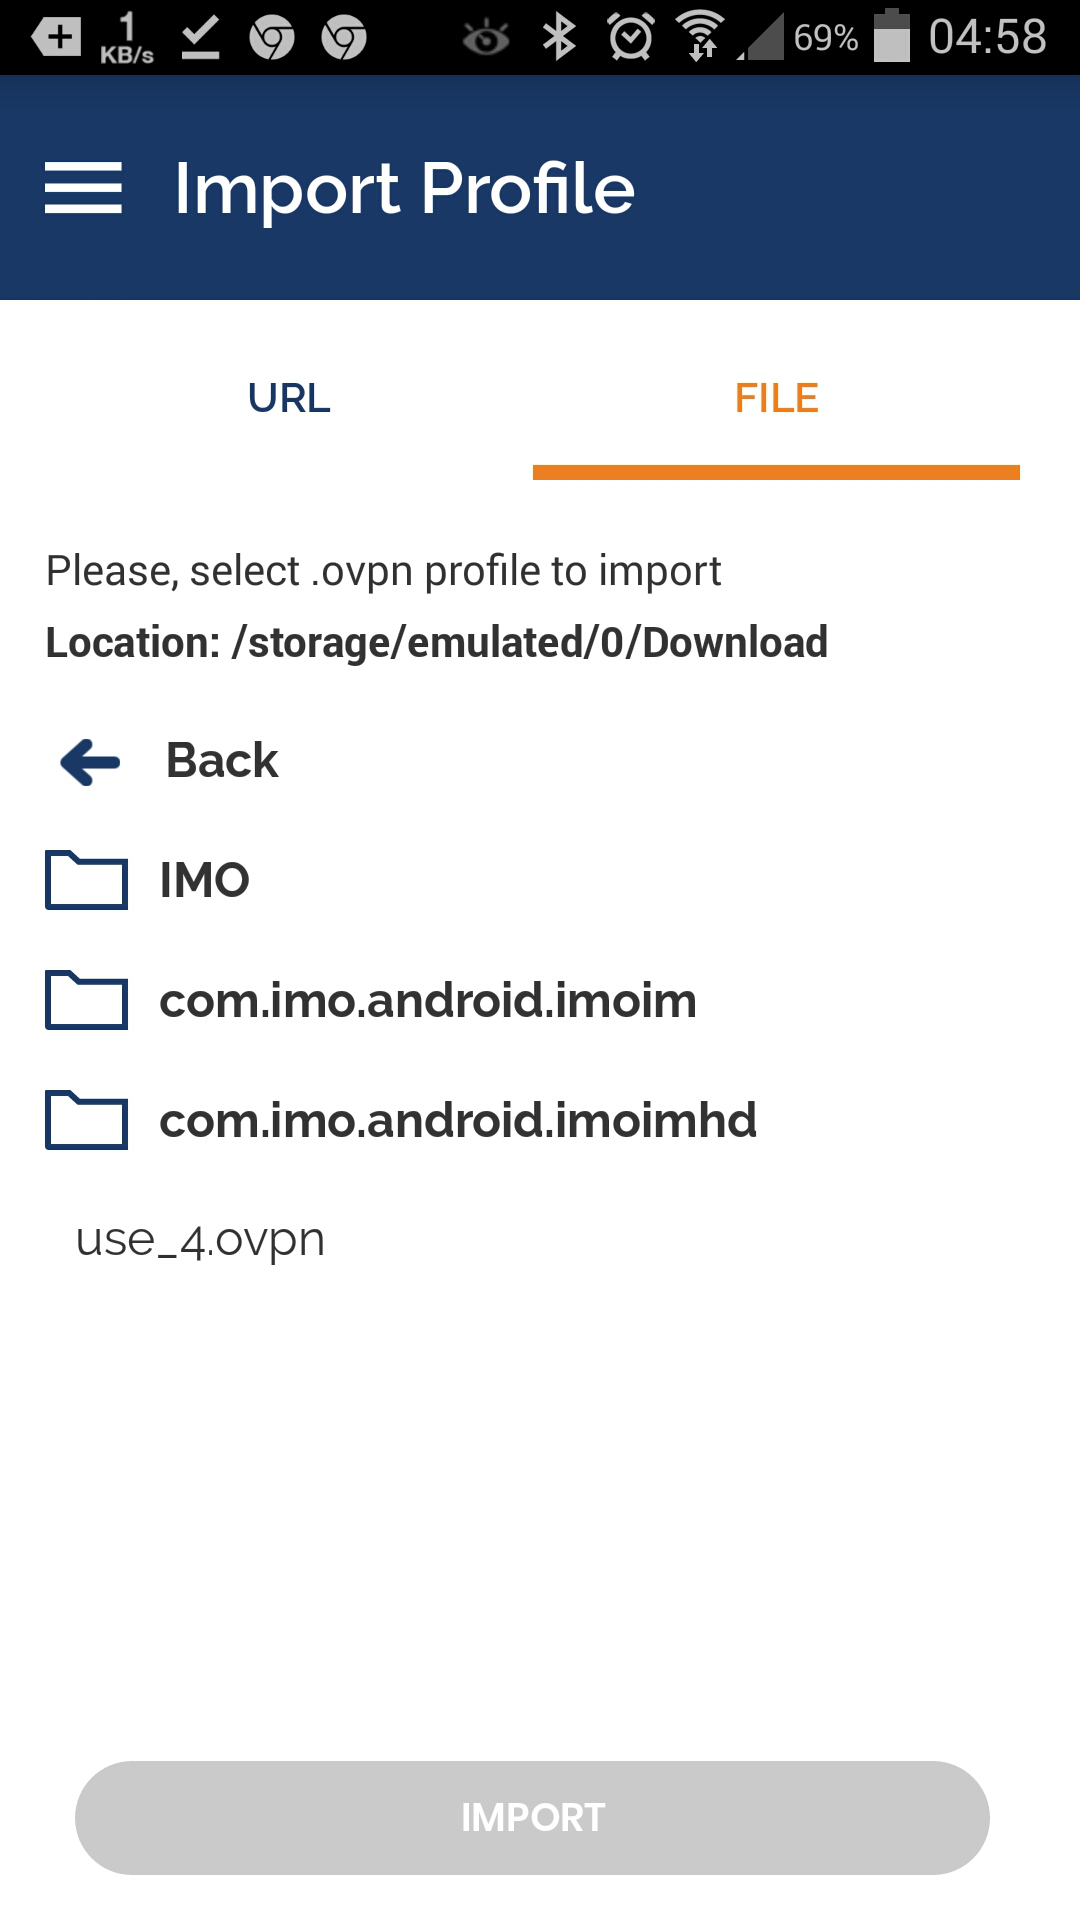 1
KB/s
69% 04:58
Import Profile
URL FILE
Please, select .ovpn profile to import
Location: /storage/emulated/0/Download
Back
IMO
com.imo.android.imoim
com.imo.android.imoimhd
use_4.ovpn
IMPORT